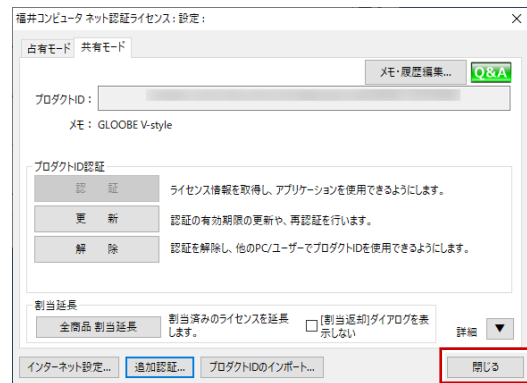 福井コンピュータ ネット認証ライセンス : 設定 :
占有モード 共有モード
メモ・履歴編集... Q&A
プロダクトID :
メモ : GLOOBE V-style
プロダクトID認証
認 証 ライセンス情報を取得し、アプリケーションを使用できるようにします。
更 新 認証の有効期限の更新や、再認証を行います。
解 除 認証を解除し、他のPC/ユーザーでプロダクトIDを使用できるようにします。
割当延長
全商品 割当延長 割当済みのライセンスを延長 [割当返却]ダイアログを表
します。 示しない 詳細 ▼
インターネット設定... 追加認証... プロダクトIDのインポート... 閉じる